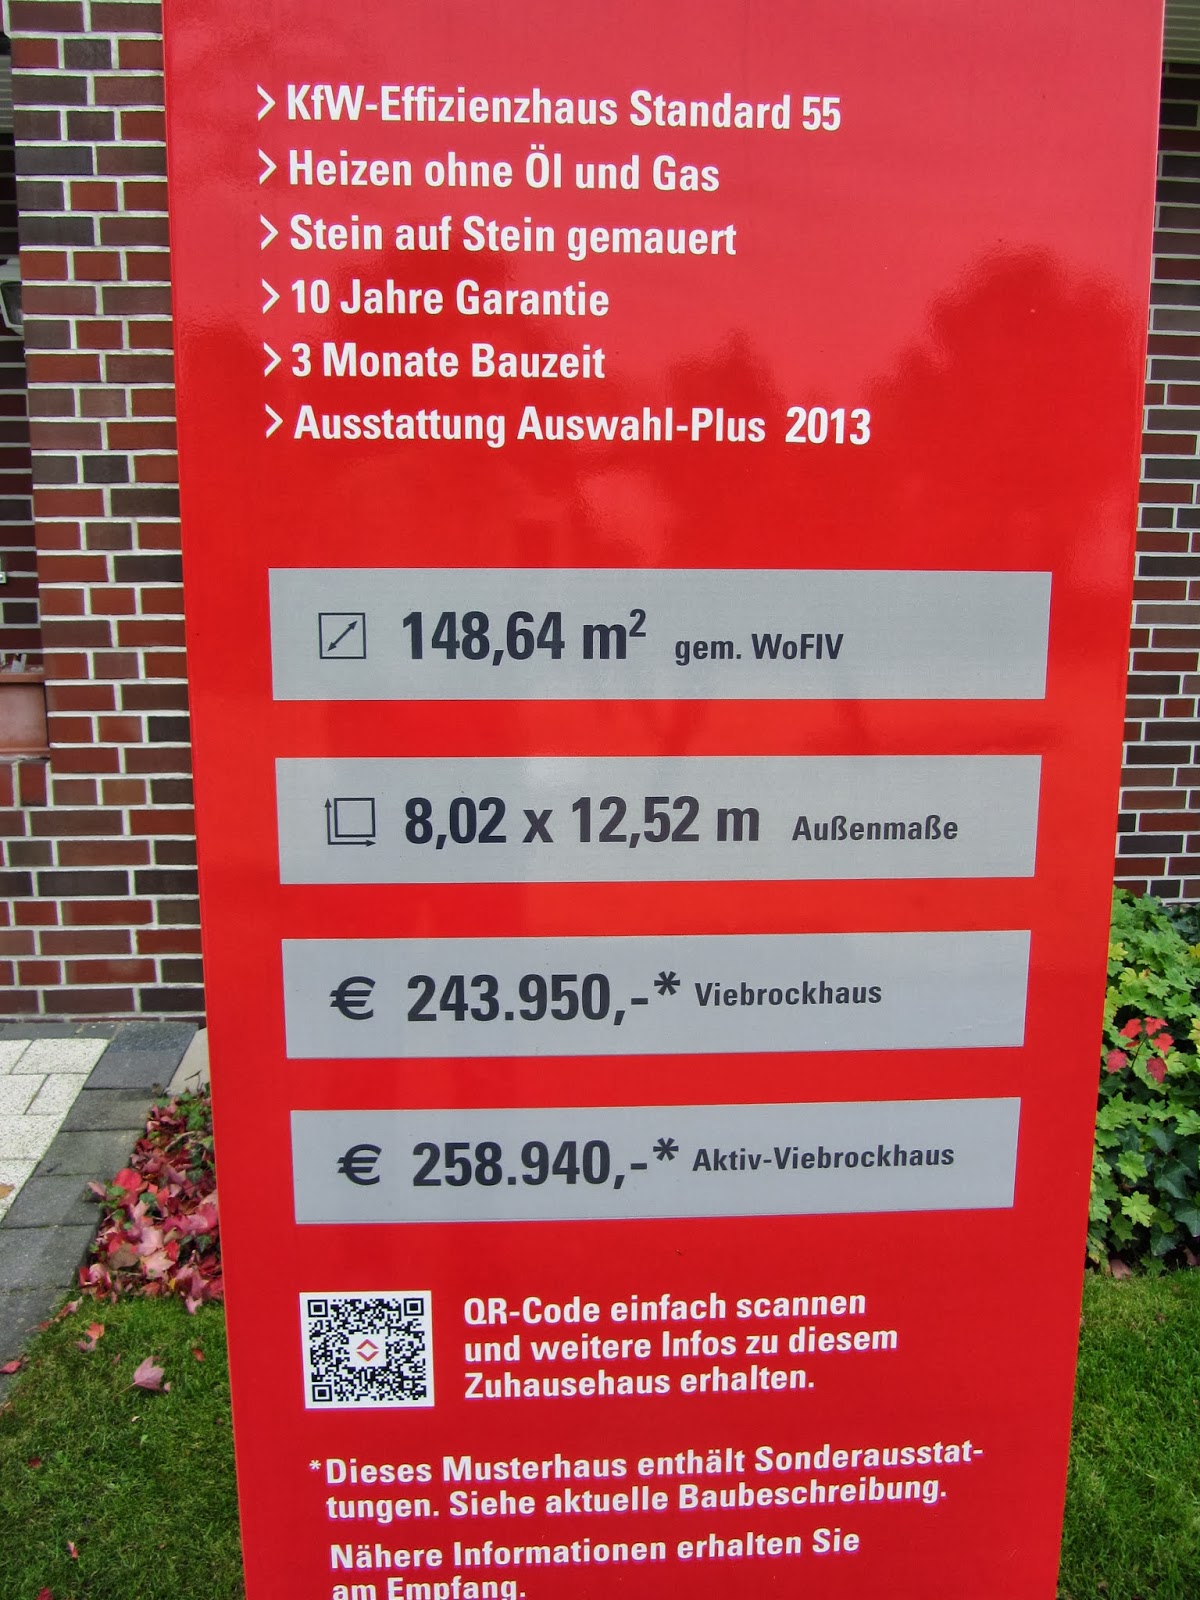 > KfW-Effizienzhaus Standard 55
> Heizen ohne Öl und Gas
> Stein auf Stein gemauert
> 10 Jahre Garantie
> 3 Monate Bauzeit
> Ausstattung Auswahl-Plus 2013
148,64 m² gem. WoFIV
8,02 x 12,52 m Außenmaße
€ 243.950,-* Viebrockhaus
€ 258.940,-* Aktiv-Viebrockhaus
QR-Code einfach scannen
und weitere Infos zu diesem
Zuhausehaus erhalten.
*Dieses Musterhaus enthält Sonderausstat-
tungen. Siehe aktuelle Baubeschreibung.
Nähere Informationen erhalten Sie
am Empfang.